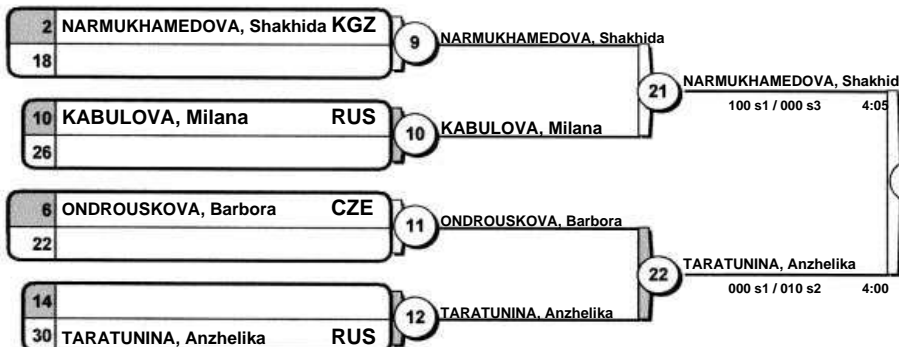 2 NARMUKHAMEDOVA, Shakhida KGZ
18
9 NARMUKHAMEDOVA, Shakhida
10 KABULOVA, Milana RUS
26
10 KABULOVA, Milana
21 NARMUKHAMEDOVA, Shakhid
100 s1 / 000 s3 4:05
6 ONDROUSKOVA, Barbora CZE
22
11 ONDROUSKOVA, Barbora
14
30 TARATUNINA, Anzhelika RUS
12 TARATUNINA, Anzhelika
22 TARATUNINA, Anzhelika
000 s1 / 010 s2 4:00